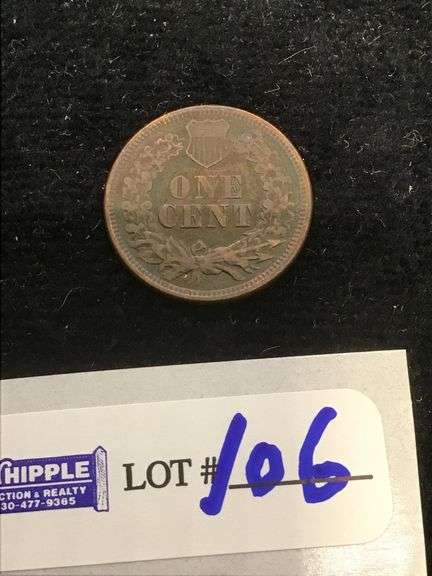 ONE
CENT
HIPPLE
CTION & REALTY
30-477-9365
LOT # 106